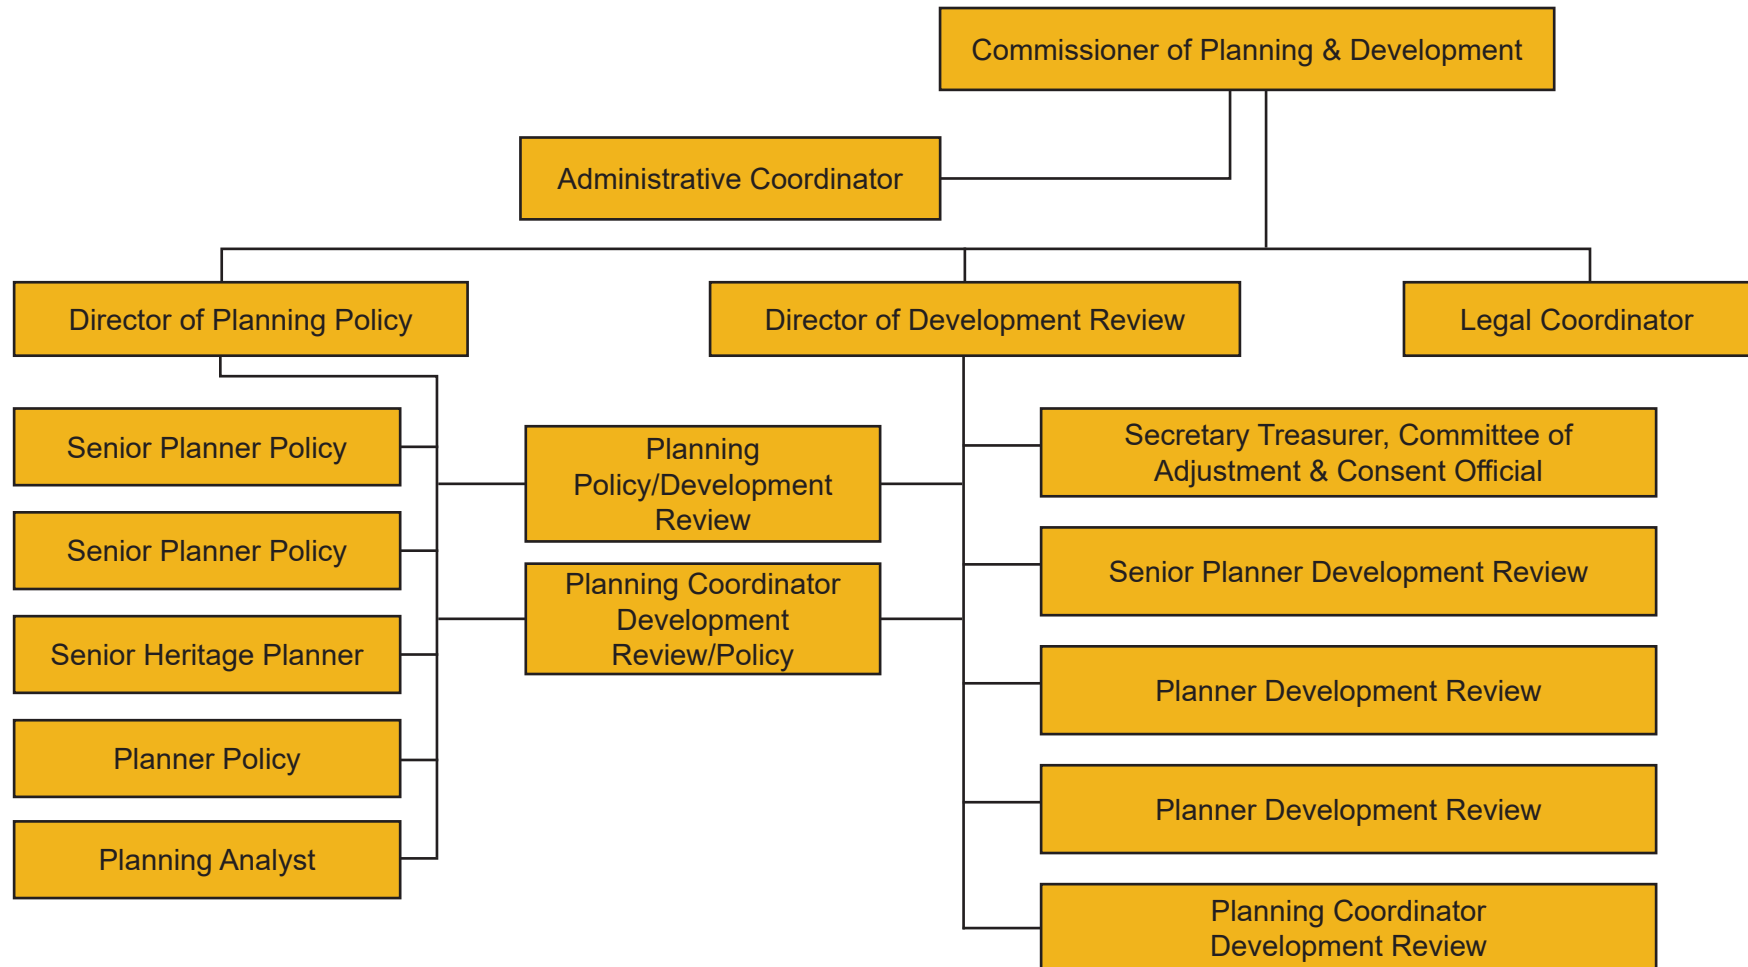 Commissioner of Planning & Development
Administrative Coordinator
Director of Planning Policy
Director of Development Review
Legal Coordinator
Senior Planner Policy
Senior Planner Policy
Senior Heritage Planner
Planner Policy
Planning Analyst
Planning
Policy/Development
Review
Planning Coordinator
Development
Review/Policy
Secretary Treasurer, Committee of
Adjustment & Consent Official
Senior Planner Development Review
Planner Development Review
Planner Development Review
Planning Coordinator
Development Review